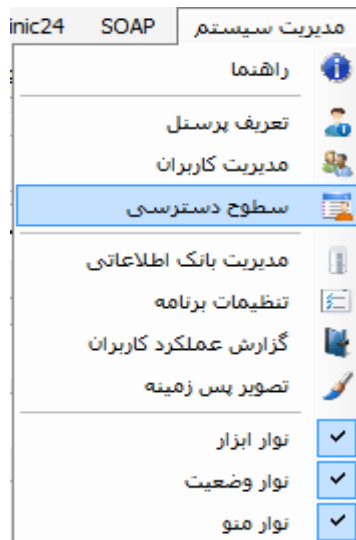 مدیریت سیستم SOAP inic24
راهنما
تعریف پرسنل
مدیریت کاربران
سطوح دسترسی
مدیریت بانک اطلاعاتی
تنظیمات برنامه
گزارش عملکرد کاربران
تصویر پس زمینه
نوار ابزار
نوار وضعیت
نوار منو